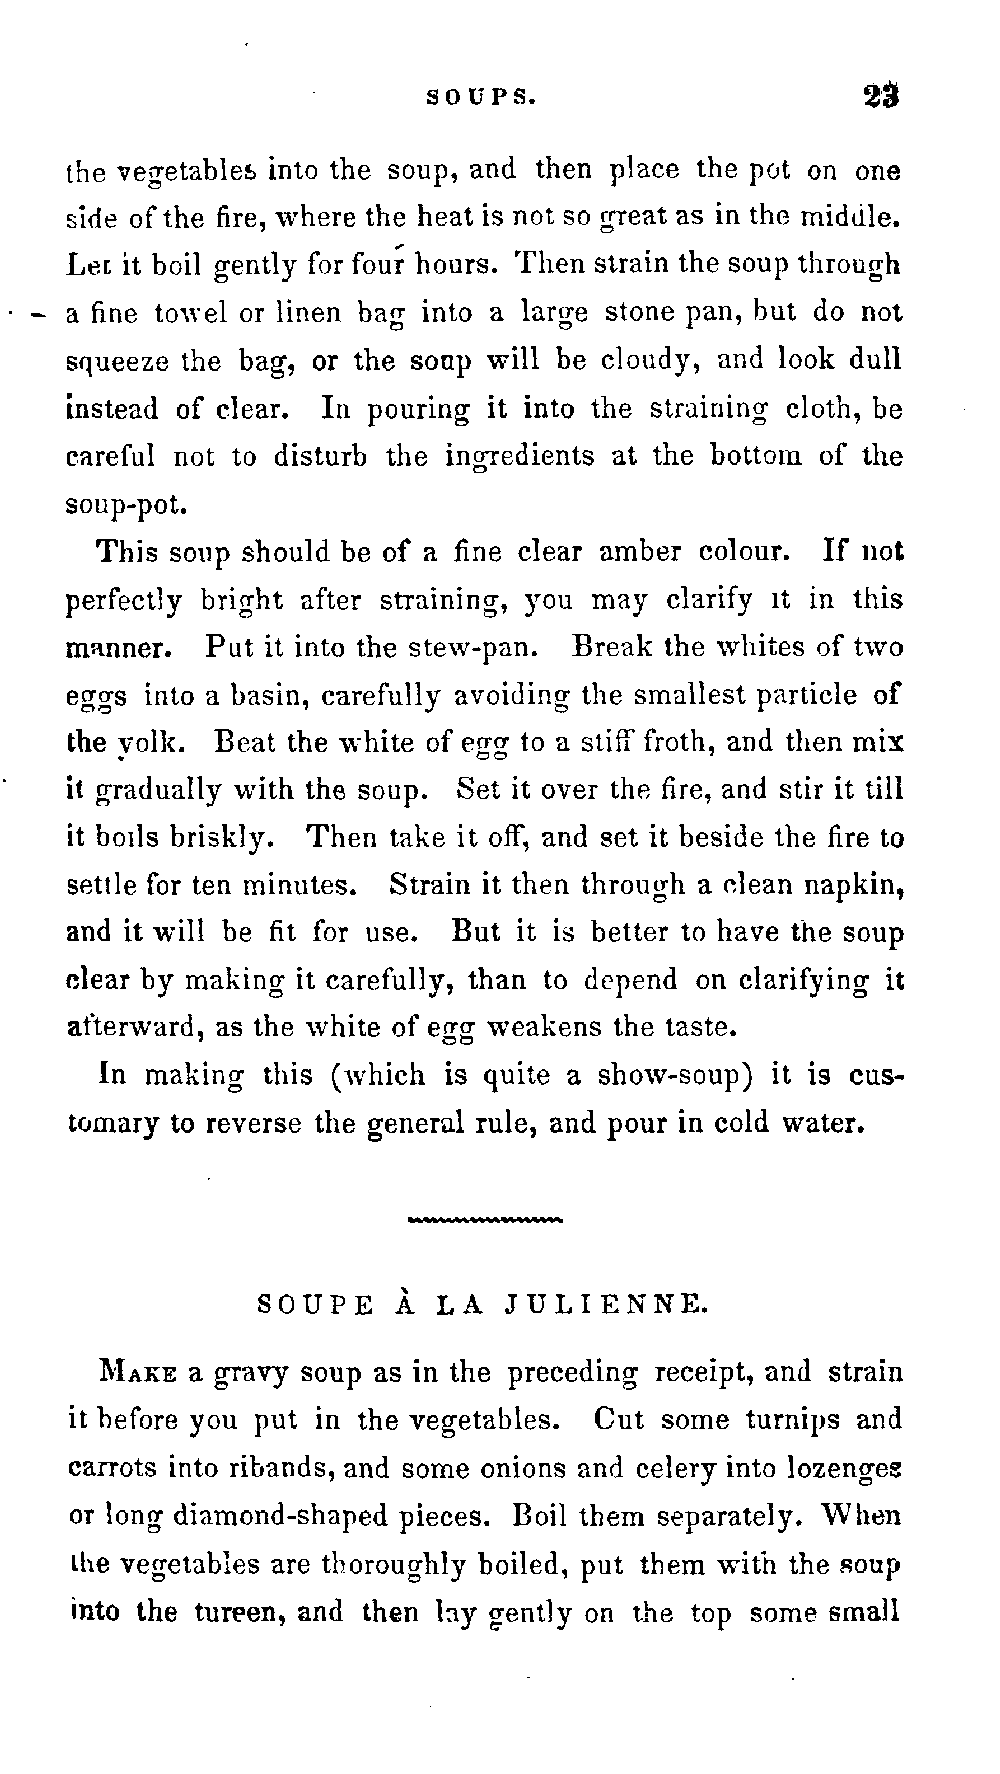 SOUPS. 23
the vegetables into the soup, and then place the pot on one
side of the fire, where the heat is not so great as in the middle.
Let it boil gently for four hours. Then strain the soup through
a fine towel or linen bag into a large stone pan, but do not
squeeze the bag, or the soup will be cloudy, and look dull
instead of clear. In pouring it into the straining cloth, be
careful not to disturb the ingredients at the bottom of the
soup-pot.
This soup should be of a fine clear amber colour. If not
perfectly bright after straining, you may clarify it in this
manner. Put it into the stew-pan. Break the whites of two
eggs into a basin, carefully avoiding the smallest particle of
the yolk. Beat the white of egg to a stiff froth, and then mix
it gradually with the soup. Set it over the fire, and stir it till
it boils briskly. Then take it off, and set it beside the fire to
settle for ten minutes. Strain it then through a clean napkin,
and it will be fit for use. But it is better to have the soup
clear by making it carefully, than to depend on clarifying it
afterward, as the white of egg weakens the taste.
In making this (which is quite a show-soup) it is cus-
tomary to reverse the general rule, and pour in cold water.
SOUPE À LA JULIENNE.
MAKE a gravy soup as in the preceding receipt, and strain
it before you put in the vegetables. Cut some turnips and
carrots into ribands, and some onions and celery into lozenges
or long diamond-shaped pieces. Boil them separately. When
the vegetables are thoroughly boiled, put them with the soup
into the tureen, and then lay gently on the top some small